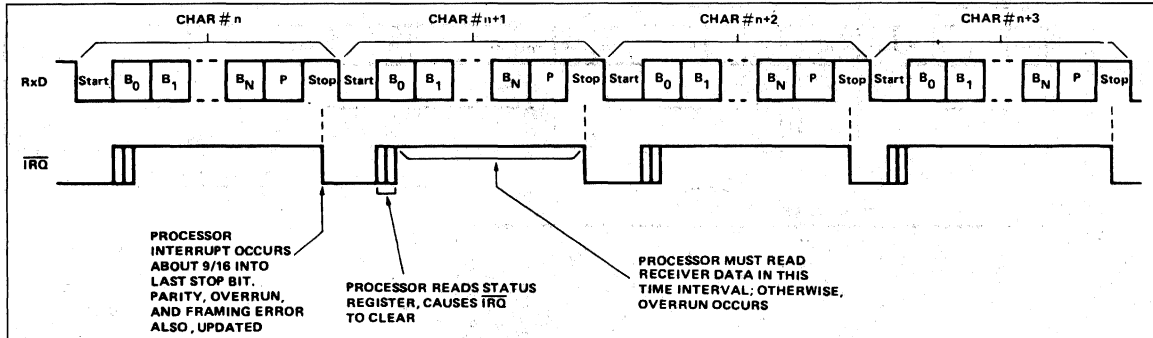 CHAR # n CHAR # n+1 CHAR # n+2 CHAR # n+3
RxD Start B0 B1 BN P Stop Start B0 B1 BN P Stop Start B0 B1 BN P Stop Start B0 B1 BN P Stop
IRQ
PROCESSOR
INTERRUPT OCCURS
ABOUT 9/16 INTO
LAST STOP BIT.
PARITY, OVERRUN,
AND FRAMING ERROR
ALSO, UPDATED
PROCESSOR READS STATUS
REGISTER, CAUSES IRQ
TO CLEAR
PROCESSOR MUST READ
RECEIVER DATA IN THIS
TIME INTERVAL; OTHERWISE,
OVERRUN OCCURS